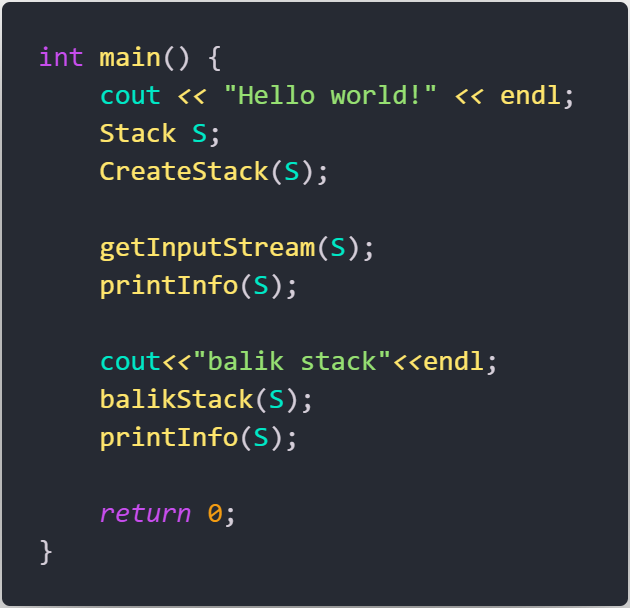 int main() {
    cout << "Hello world!" << endl;
    Stack S;
    CreateStack(S);

    getInputStream(S);
    printInfo(S);

    cout<<"balik stack"<<endl;
    balikStack(S);
    printInfo(S);

    return 0;
}